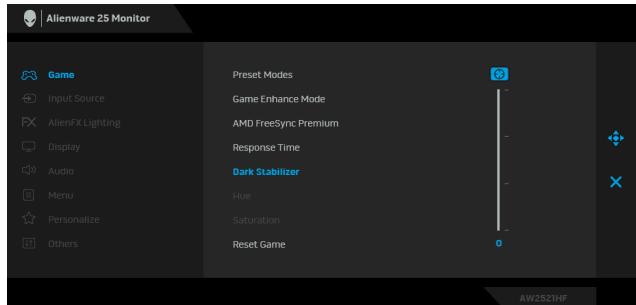 Alienware 25 Monitor
Game
Input Source
AlienFX Lighting
Display
Audio
Menu
Personalize
Others
Preset Modes
Game Enhance Mode
AMD FreeSync Premium
Response Time
Dark Stabilizer
Hue
Saturation
Reset Game
0
AW2521HF